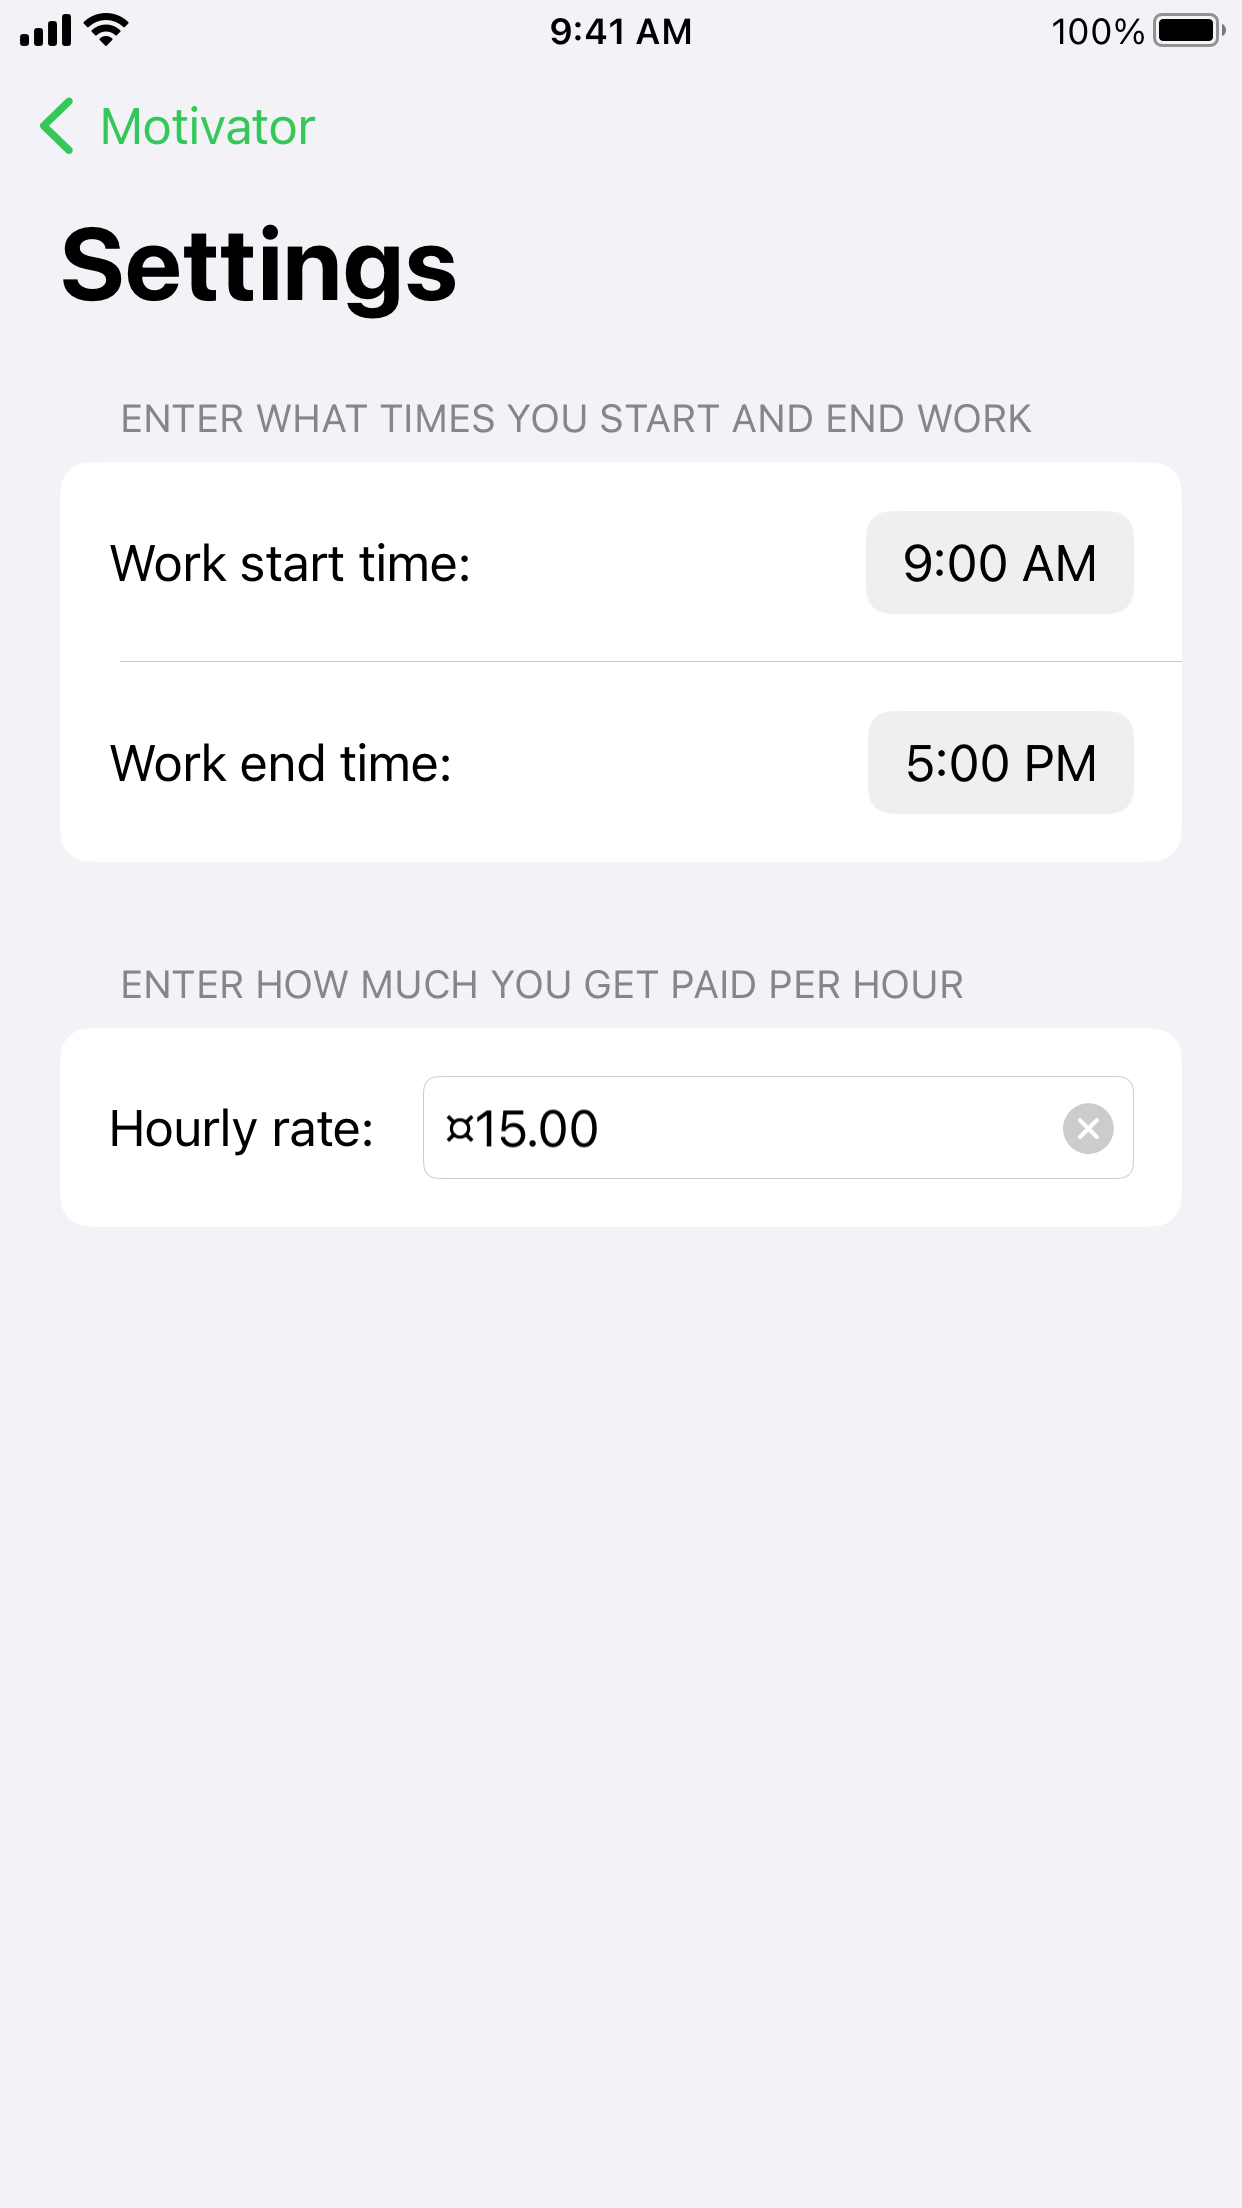 9:41 AM
100%
Motivator
Settings
ENTER WHAT TIMES YOU START AND END WORK
Work start time:
9:00 AM
Work end time:
5:00 PM
ENTER HOW MUCH YOU GET PAID PER HOUR
Hourly rate:
¤15.00